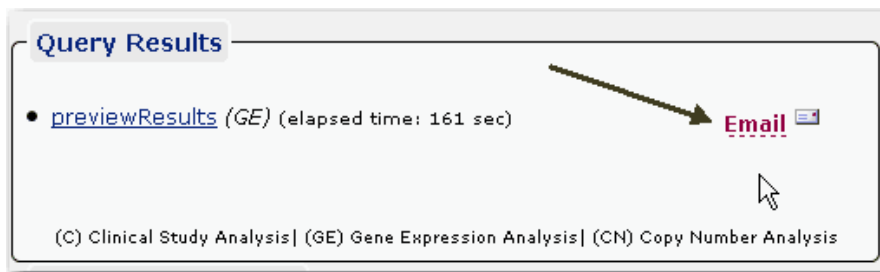 Query Results
previewResults (GE) (elapsed time: 161 sec) Email
(C) Clinical Study Analysis| (GE) Gene Expression Analysis| (CN) Copy Number Analysis